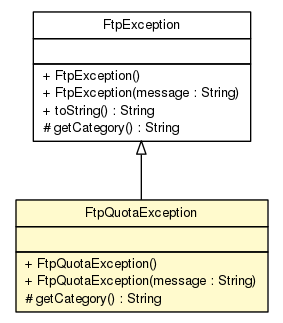 FtpException
+ FtpException()
+ FtpException(message : String)
+ toString() : String
# getCategory() : String
FtpQuotaException
+ FtpQuotaException()
+ FtpQuotaException(message : String)
# getCategory() : String